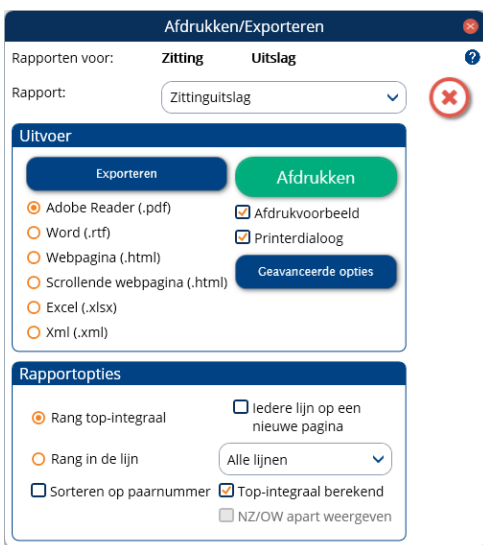 Afdrukken/Exporteren
Rapporten voor: Zitting Uitslag
Rapport: Zittinguitslag
Uitvoer
Exporteren
Afdrukken
Adobe Reader (.pdf)
Afdrukvoorbeeld
Word (.rtf)
Printerdialoog
Webpagina (.html)
Geavanceerde opties
Scrollende webpagina (.html)
Excel (.xlsx)
Xml (.xml)
Rapportopties
Rang top-integraal
Iedere lijn op een
nieuwe pagina
Rang in de lijn
Alle lijnen
Sorteren op paarnummer
Top-integraal berekend
NZ/OW apart weergeven